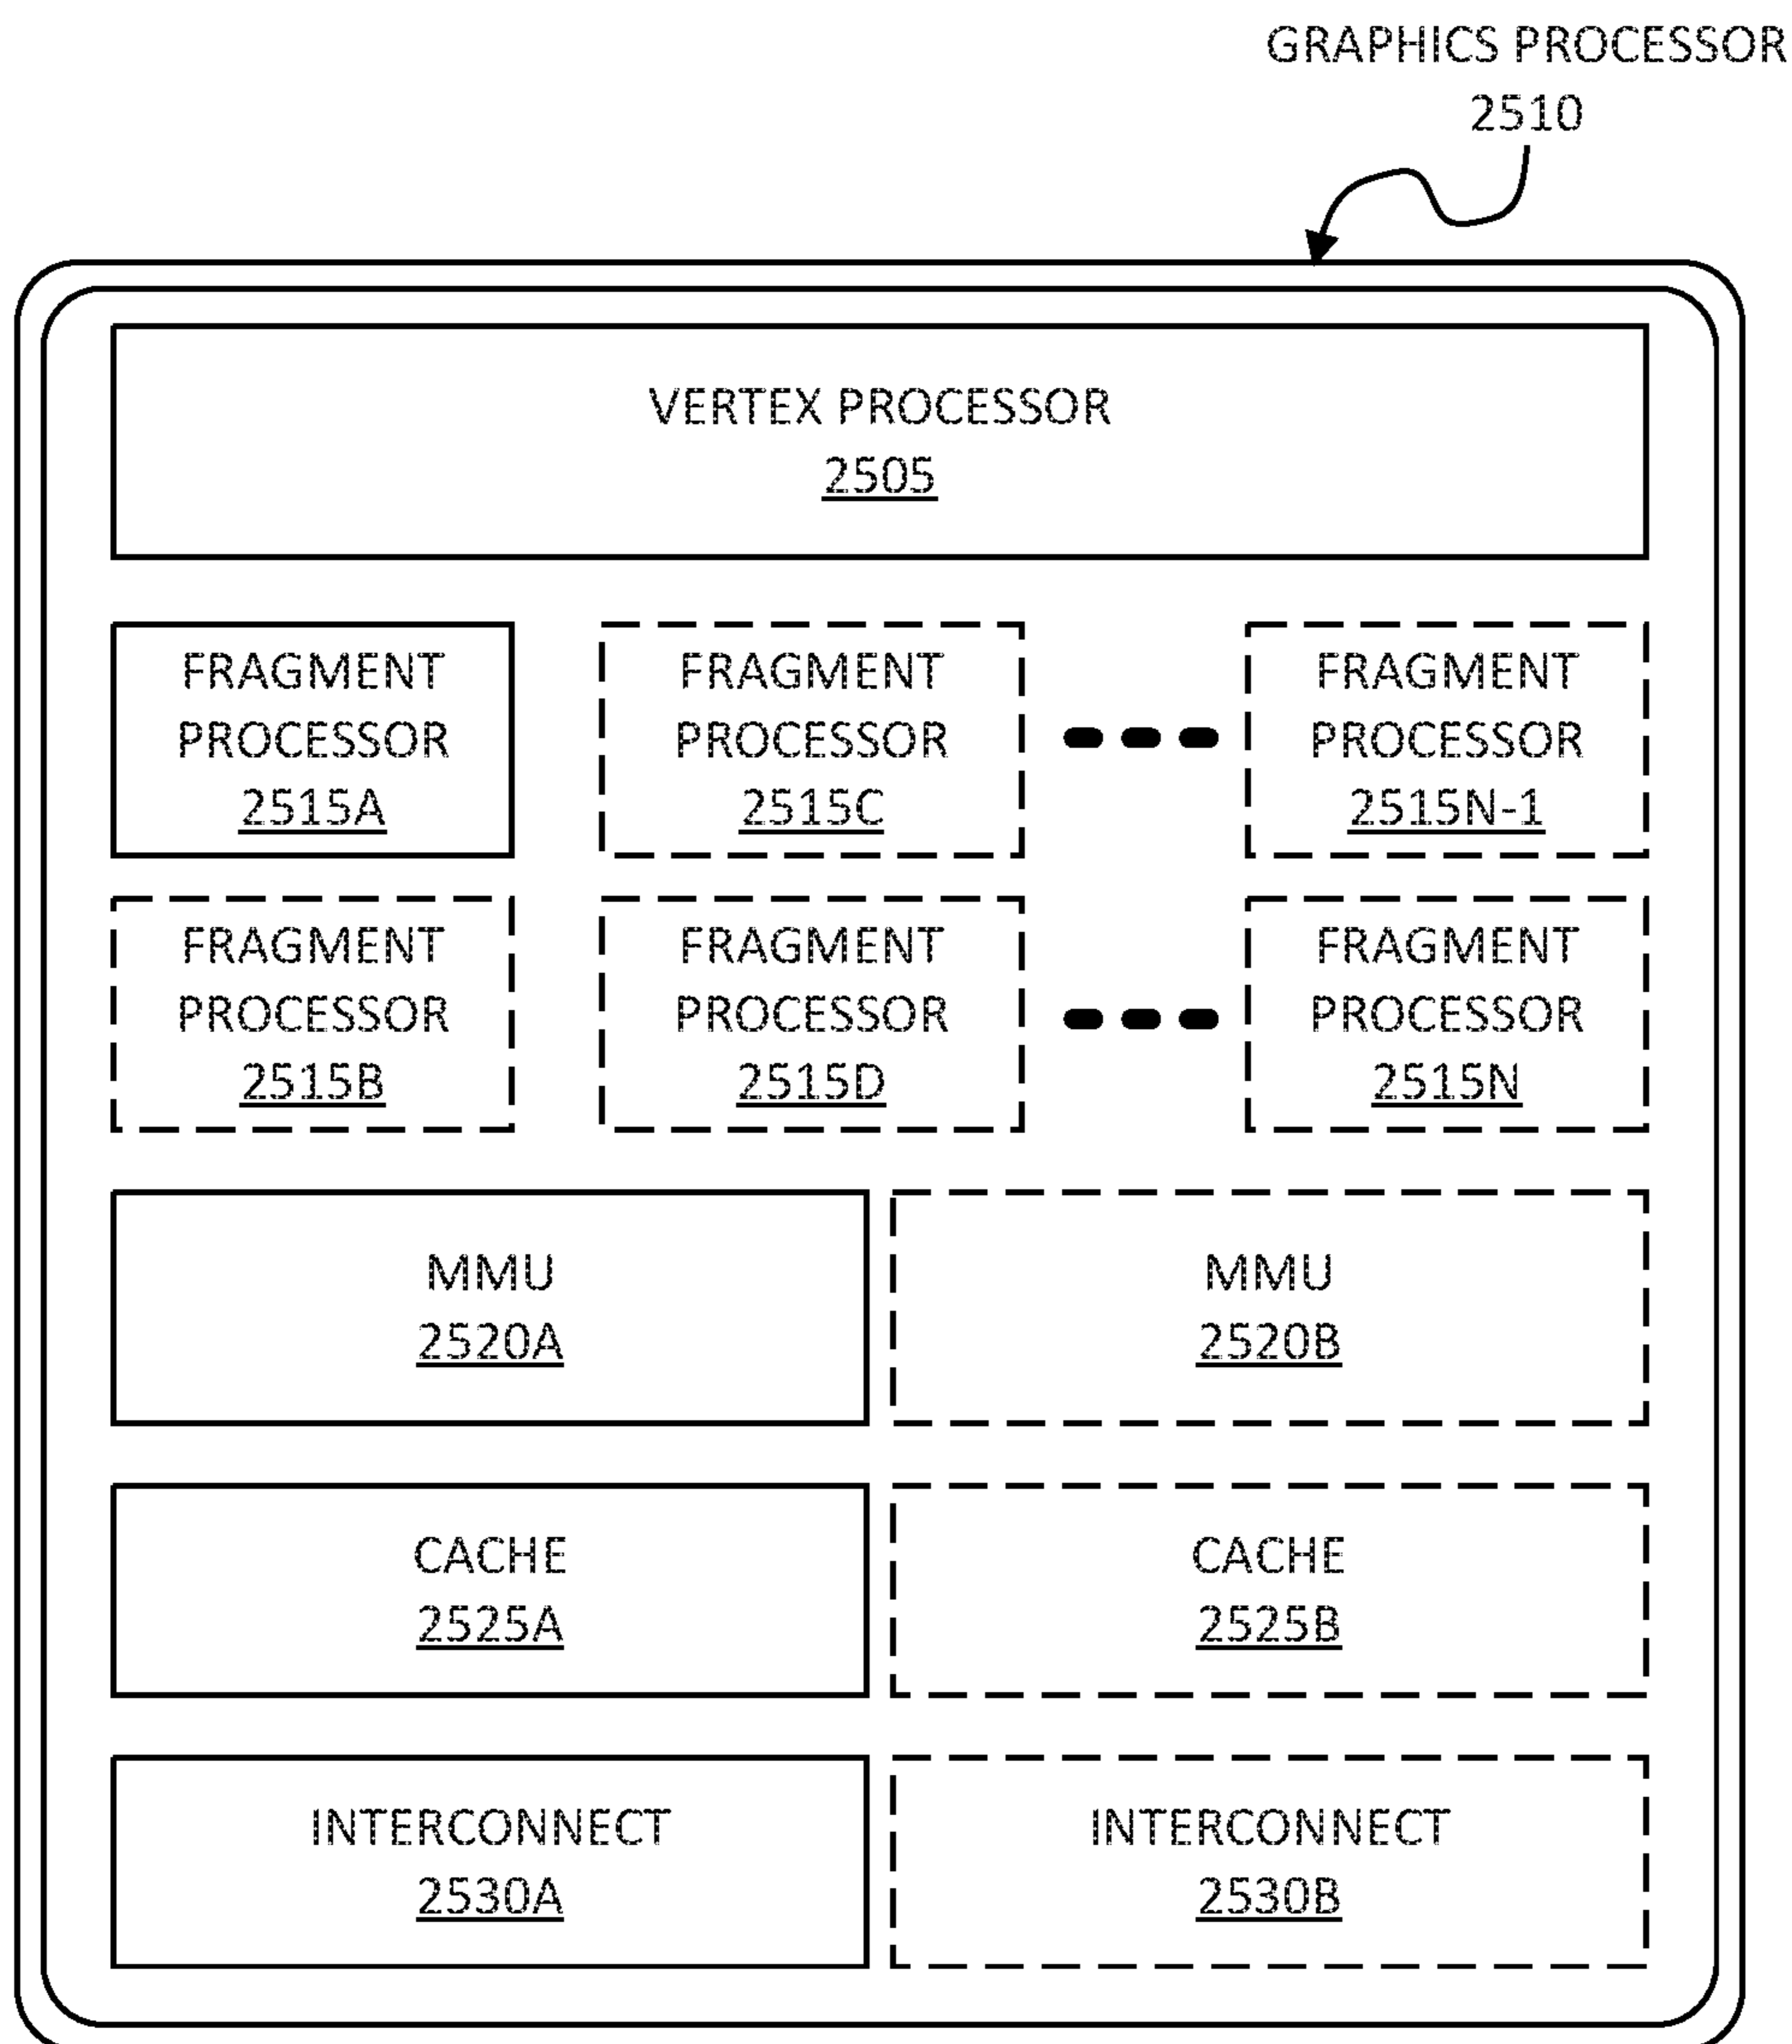 GRAPHICS PROCESSOR
2510
VERTEX PROCESSOR
2505
FRAGMENT
PROCESSOR
2515A
FRAGMENT
PROCESSOR
2515C
FRAGMENT
PROCESSOR
2515N-1
FRAGMENT
PROCESSOR
2515B
FRAGMENT
PROCESSOR
2515D
FRAGMENT
PROCESSOR
2515N
MMU
2520A
MMU
2520B
CACHE
2525A
CACHE
2525B
INTERCONNECT
2530A
INTERCONNECT
2530B